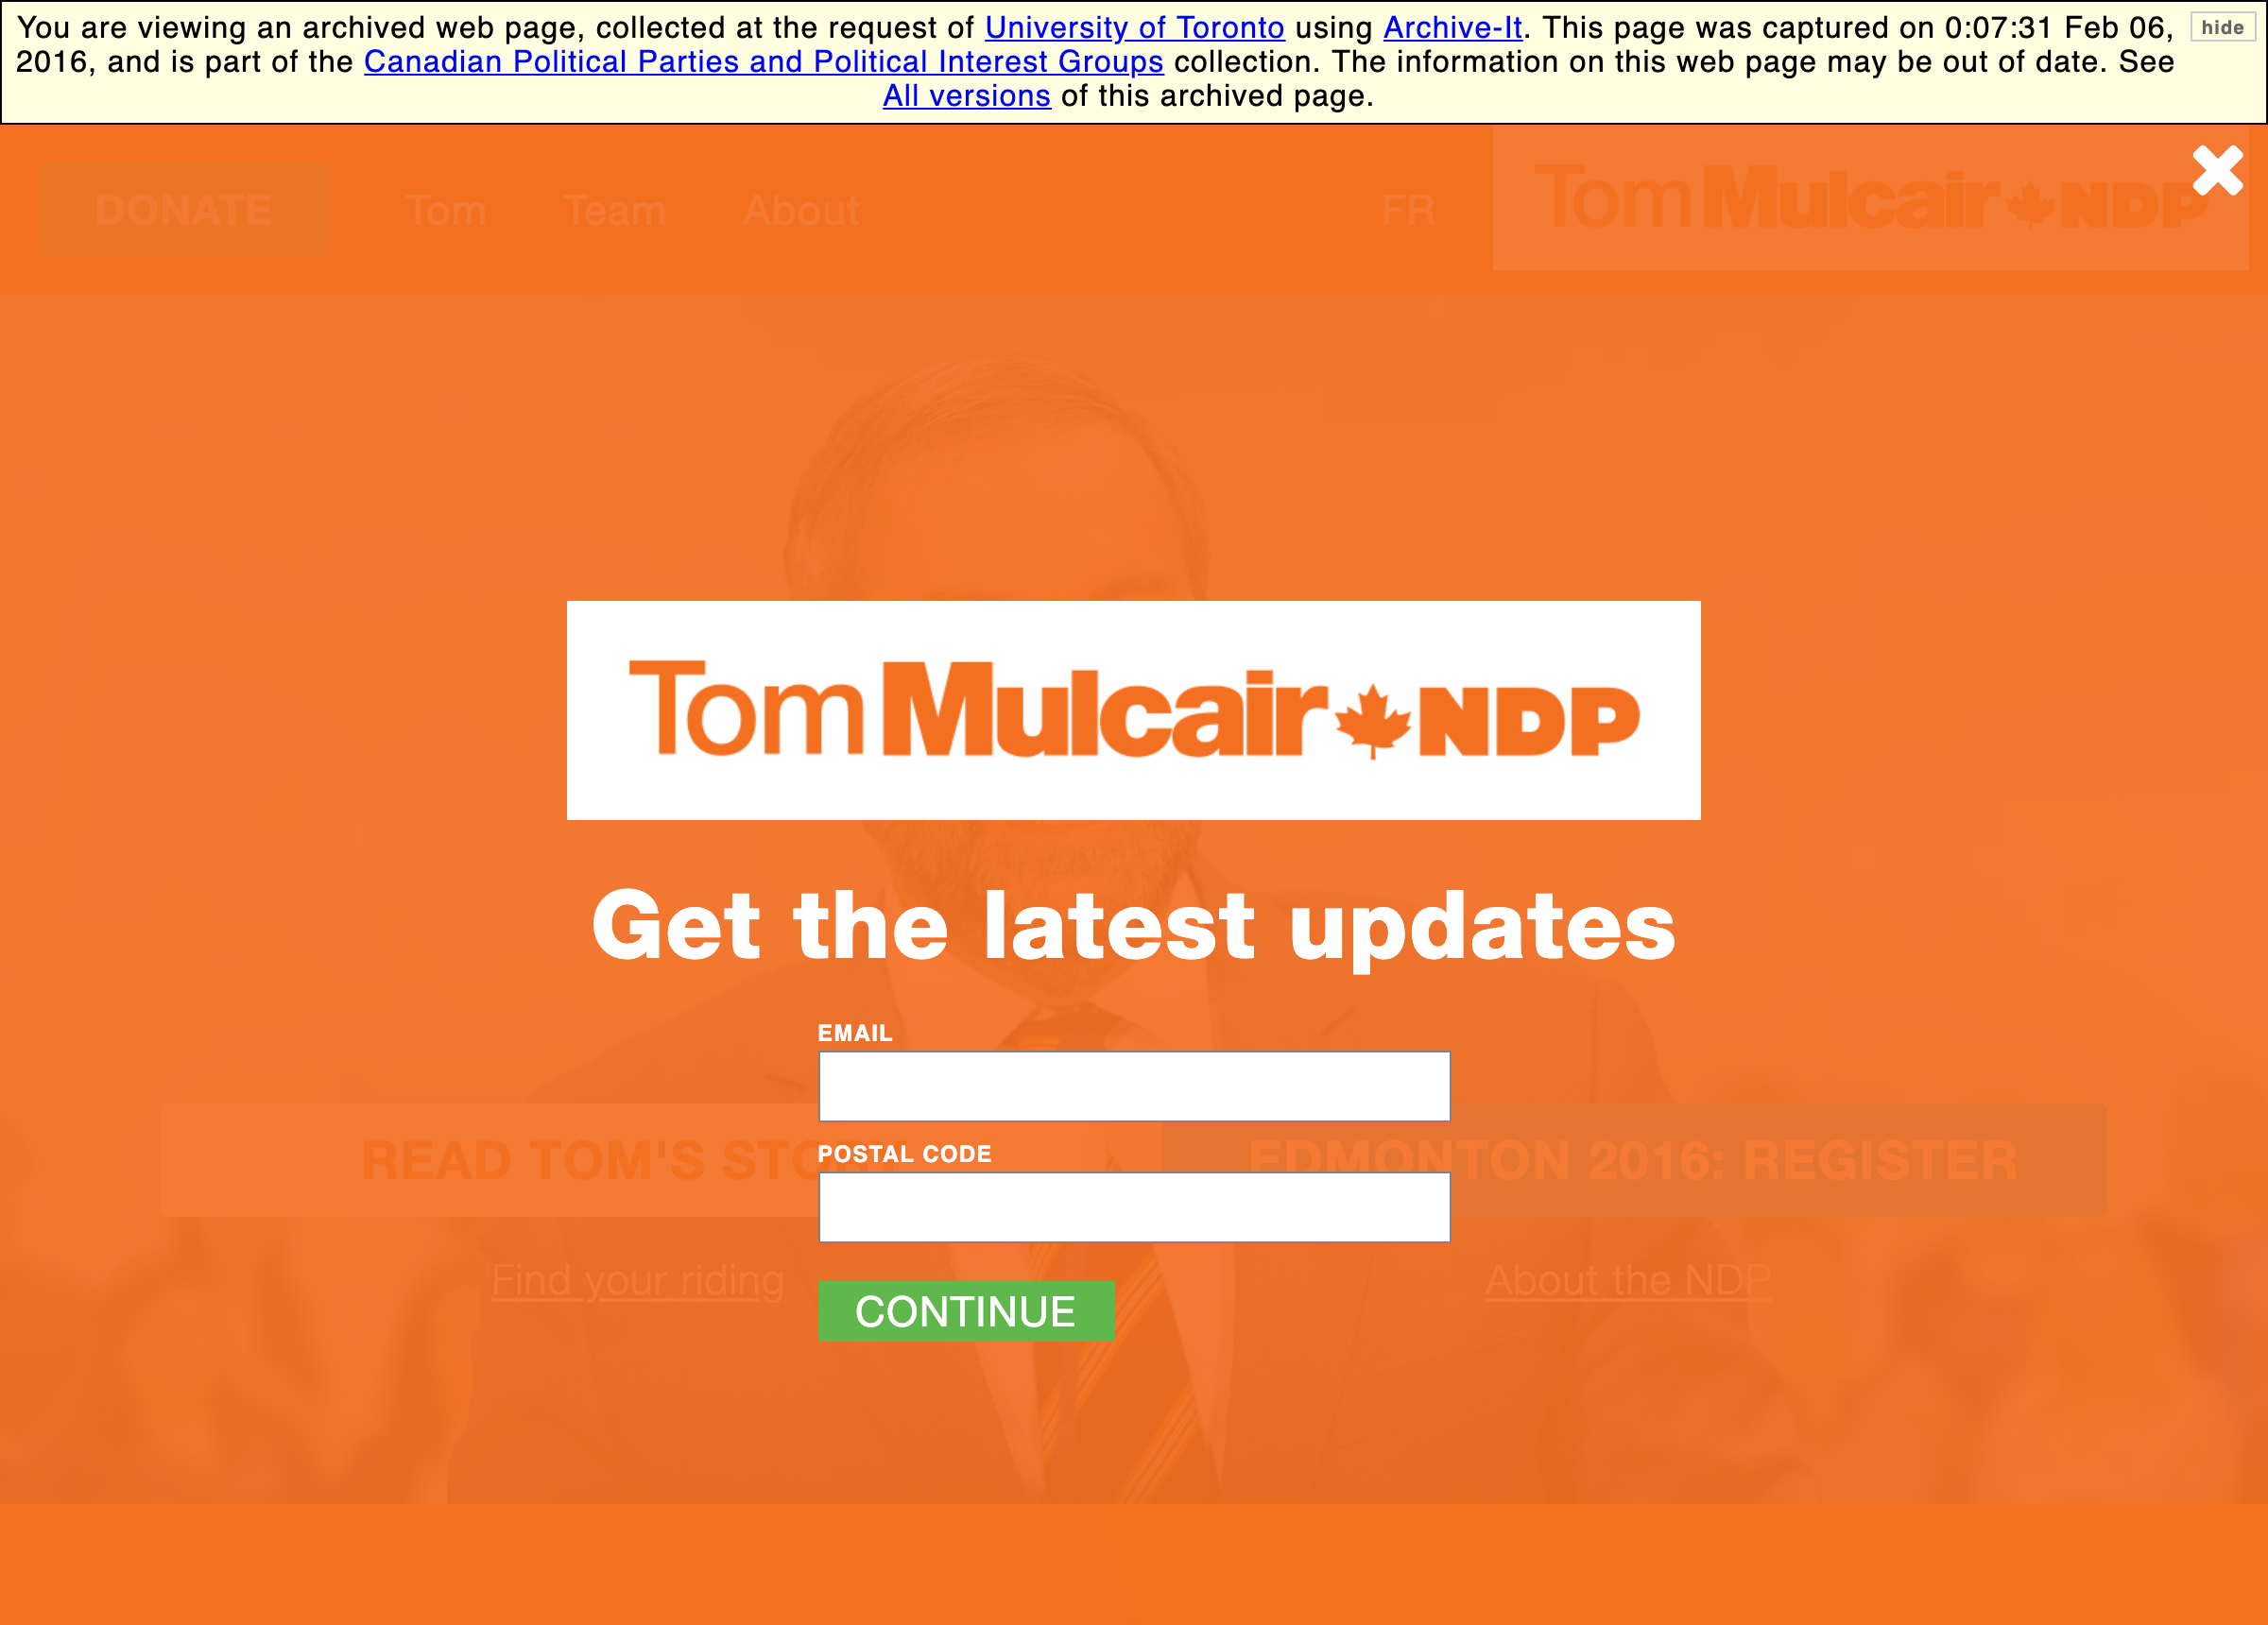 You are viewing an archived web page, collected at the request of University of Toronto using Archive-It. This page was captured on 0:07:31 Feb 06, hide
2016, and is part of the Canadian Political Parties and Political Interest Groups collection. The information on this web page may be out of date. See
All versions of this archived page.
DONATE Tom Team About FR Tom Mulcair NDP
Tom Mulcair NDP
Get the latest updates
EMAIL
READ TOM'S STO EDMONTON 2016: REGISTER
POSTAL CODE
Find your riding About the NDP
CONTINUE